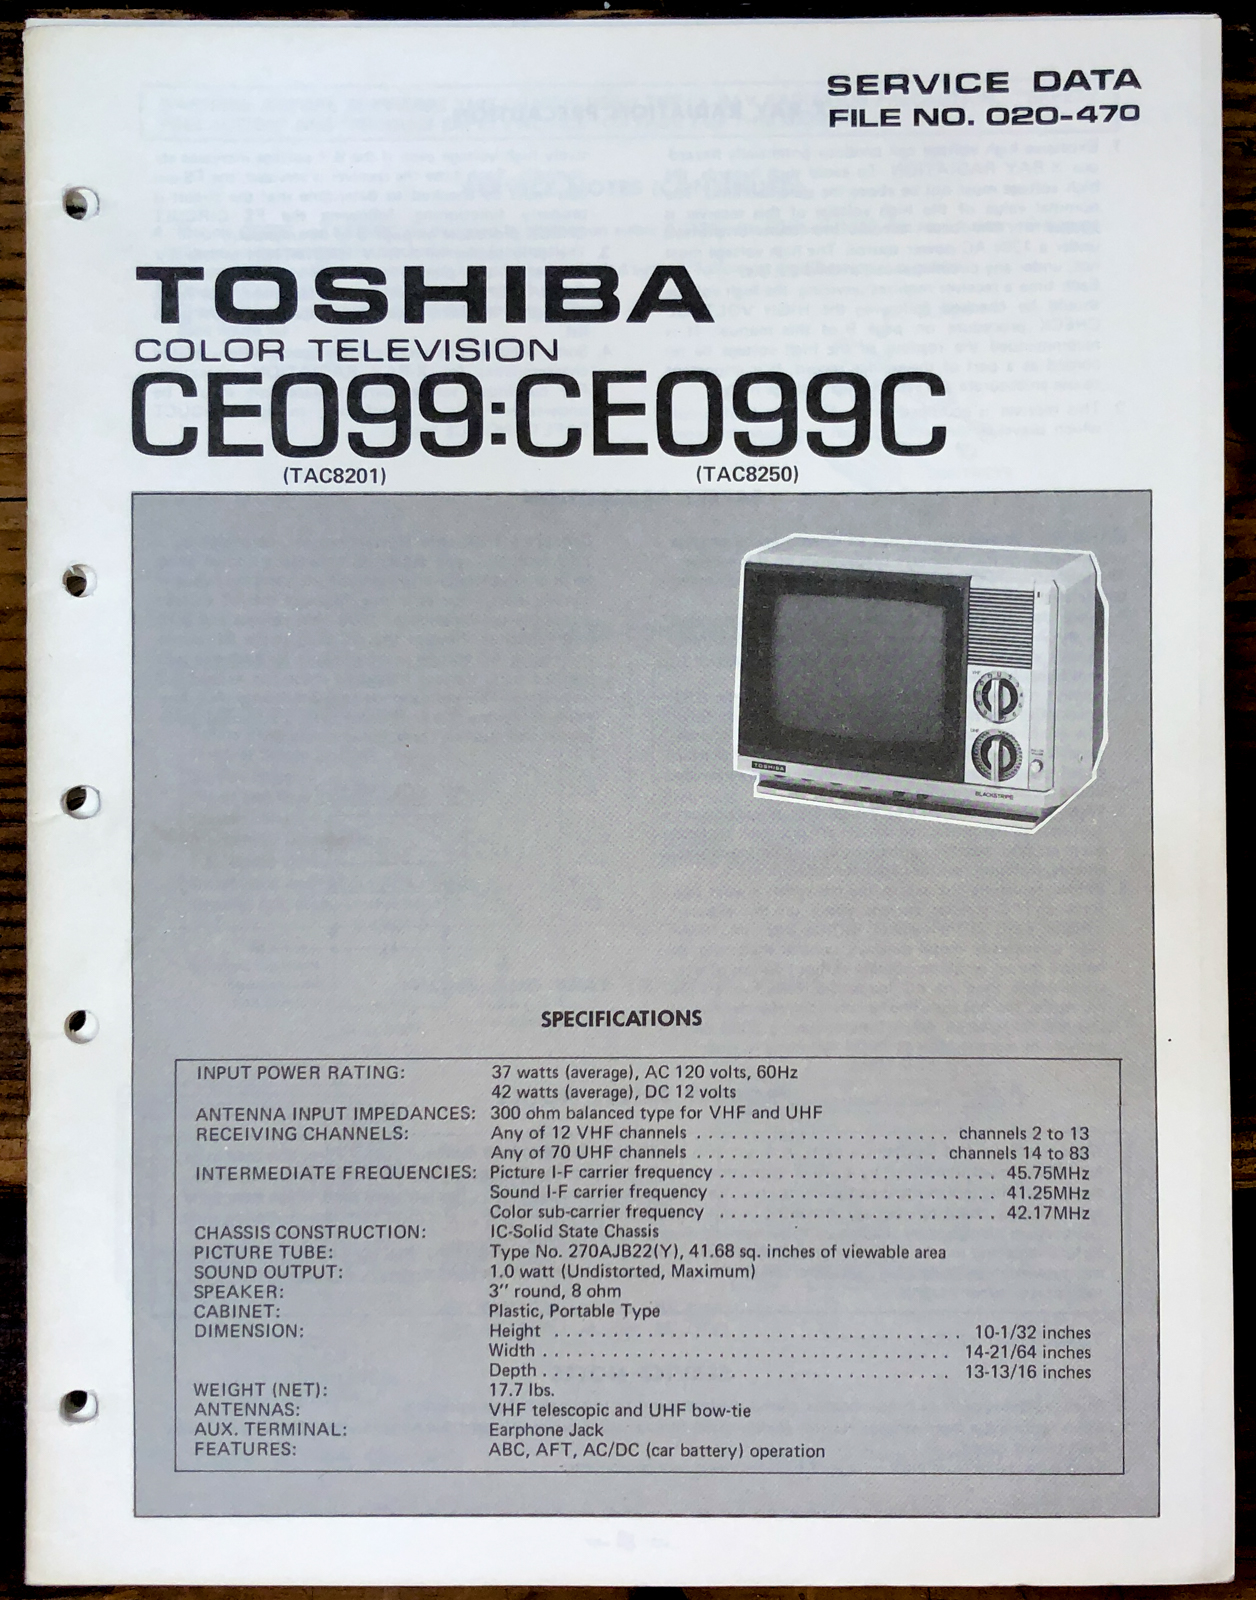 SERVICE DATA
FILE NO. 020-470
TOSHIBA
COLOR TELEVISION
CE099:CE099C
(TAC8201) (TAC8250)
VHF
UHF
TOSHIBA
BLACKSTRIPE
SPECIFICATIONS
INPUT POWER RATING: 37 watts (average), AC 120 volts, 60Hz
42 watts (average), DC 12 volts
ANTENNA INPUT IMPEDANCES: 300 ohm balanced type for VHF and UHF
RECEIVING CHANNELS: Any of 12 VHF channels . . . . . . . . . . . . . . . . . . . . . . channels 2 to 13
Any of 70 UHF channels . . . . . . . . . . . . . . . . . . . . . channels 14 to 83
INTERMEDIATE FREQUENCIES: Picture I-F carrier frequency . . . . . . . . . . . . . . . . . . . . . . . . 45.75MHz
Sound I-F carrier frequency . . . . . . . . . . . . . . . . . . . . . . . . 41.25MHz
Color sub-carrier frequency . . . . . . . . . . . . . . . . . . . . . . . . 42.17MHz
CHASSIS CONSTRUCTION: IC-Solid State Chassis
PICTURE TUBE: Type No. 270AJB22(Y), 41.68 sq. inches of viewable area
SOUND OUTPUT: 1.0 watt (Undistorted, Maximum)
SPEAKER: 3″ round, 8 ohm
CABINET: Plastic, Portable Type
DIMENSION: Height . . . . . . . . . . . . . . . . . . . . . . . . . . . . . . . . . . . 10-1/32 inches
Width . . . . . . . . . . . . . . . . . . . . . . . . . . . . . . . . . . . 14-21/64 inches
Depth . . . . . . . . . . . . . . . . . . . . . . . . . . . . . . . . . . . 13-13/16 inches
WEIGHT (NET): 17.7 lbs.
ANTENNAS: VHF telescopic and UHF bow-tie
AUX. TERMINAL: Earphone Jack
FEATURES: ABC, AFT, AC/DC (car battery) operation